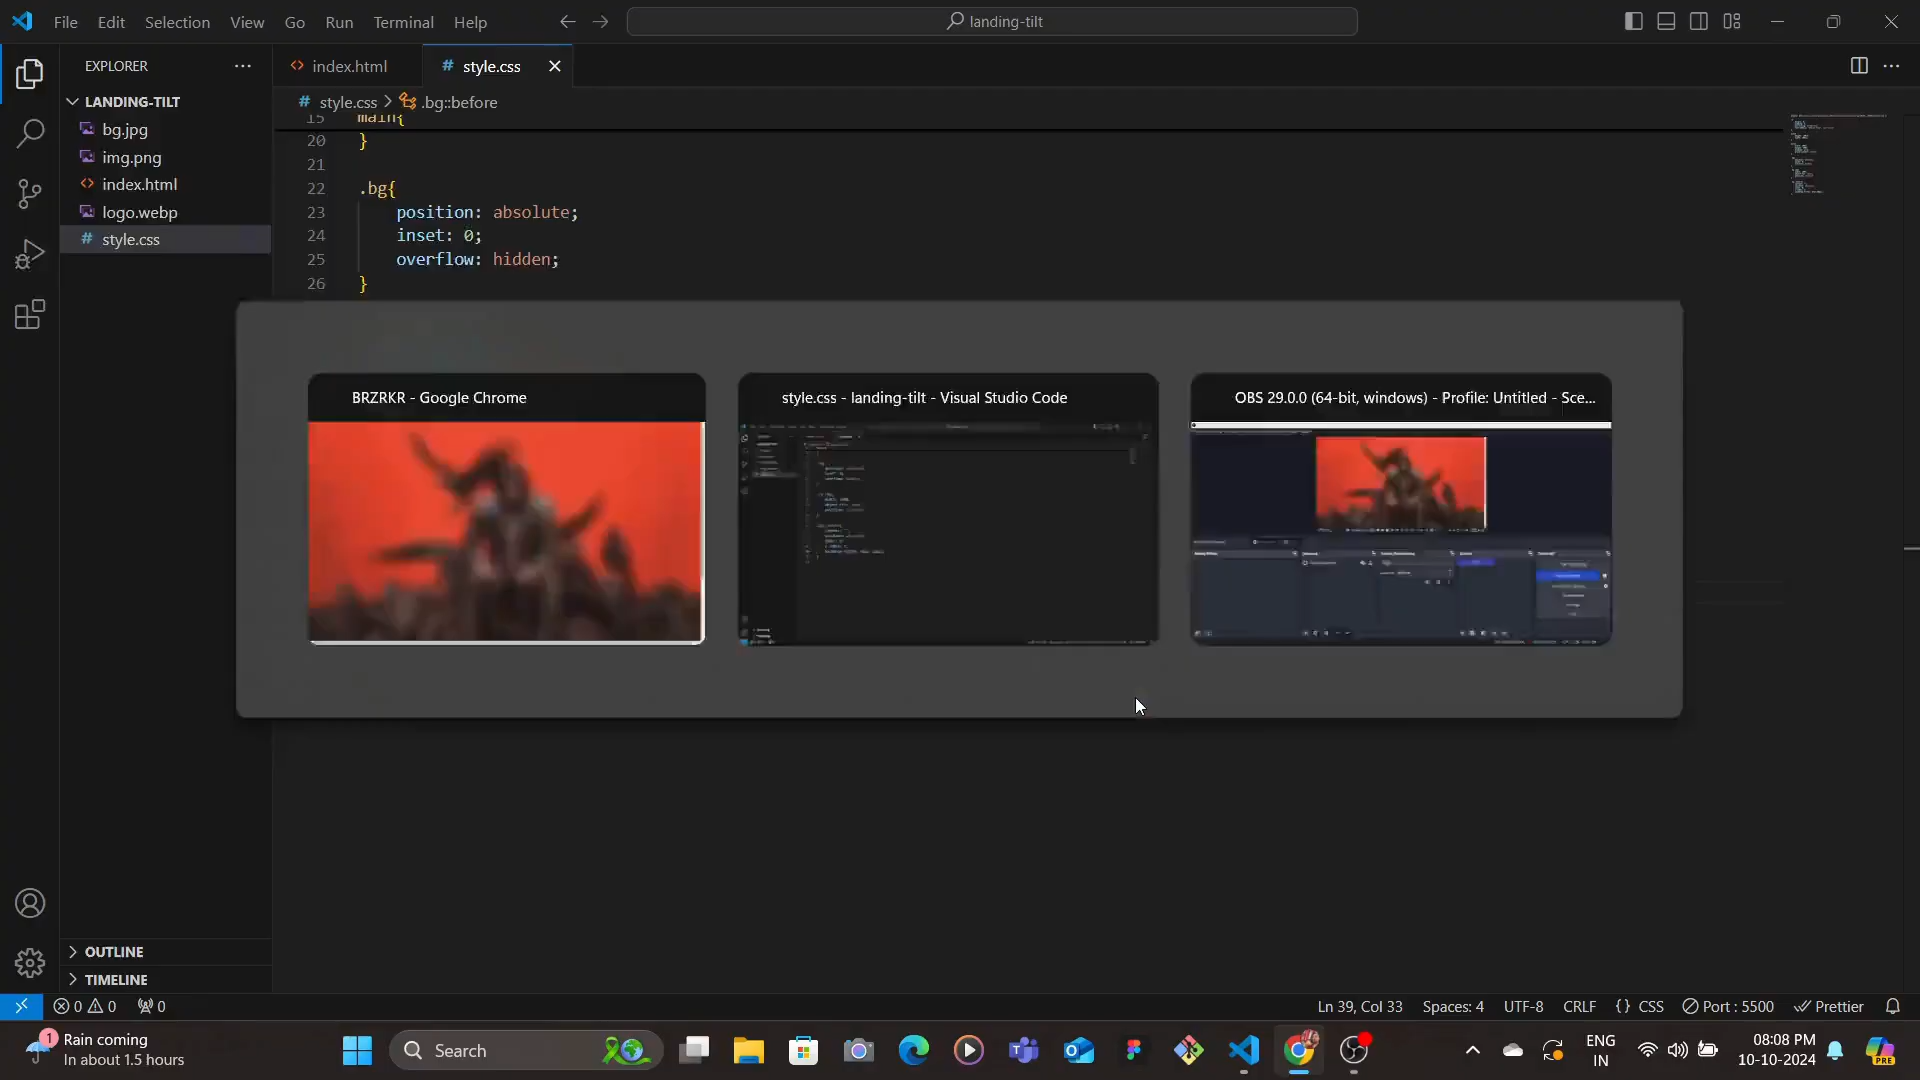 File Edit Selection View Go Run Terminal Help
landing-tilt
EXPLORER
index.html
style.css
LANDING-TILT
bg.jpg
img.png
index.html
logo.webp
style.css
style.css > .bg::before
15 main{
20 }
21
22 .bg{
23 position: absolute;
24 inset: 0;
25 overflow: hidden;
26 }
BRZRKR - Google Chrome
style.css - landing-tilt - Visual Studio Code
OBS 29.0.0 (64-bit, windows) - Profile: Untitled - Sce...
OUTLINE
TIMELINE
0 0 0
Ln 39, Col 33 Spaces: 4 UTF-8 CRLF {} CSS Port : 5500 Prettier
1
Rain coming
In about 1.5 hours
Search
ENG
IN
08:08 PM
10-10-2024
PRE